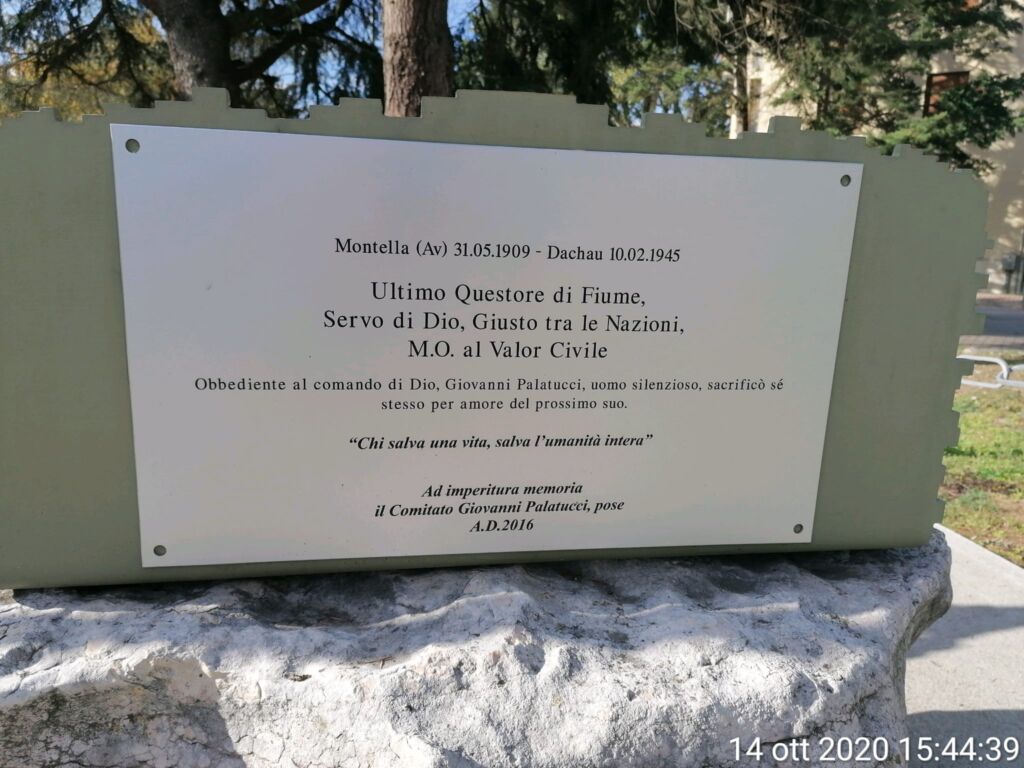 Montella (Av) 31.05.1909 - Dachau 10.02.1945
Ultimo Questore di Fiume,
Servo di Dio, Giusto tra le Nazioni,
M.O. al Valor Civile
Obbediente al comando di Dio, Giovanni Palatucci, uomo silenzioso, sacrificò sé
stesso per amore del prossimo suo.
“Chi salva una vita, salva l’umanità intera”
Ad imperitura memoria
il Comitato Giovanni Palatucci, pose
A.D.2016
14 ott 2020 15:44:39